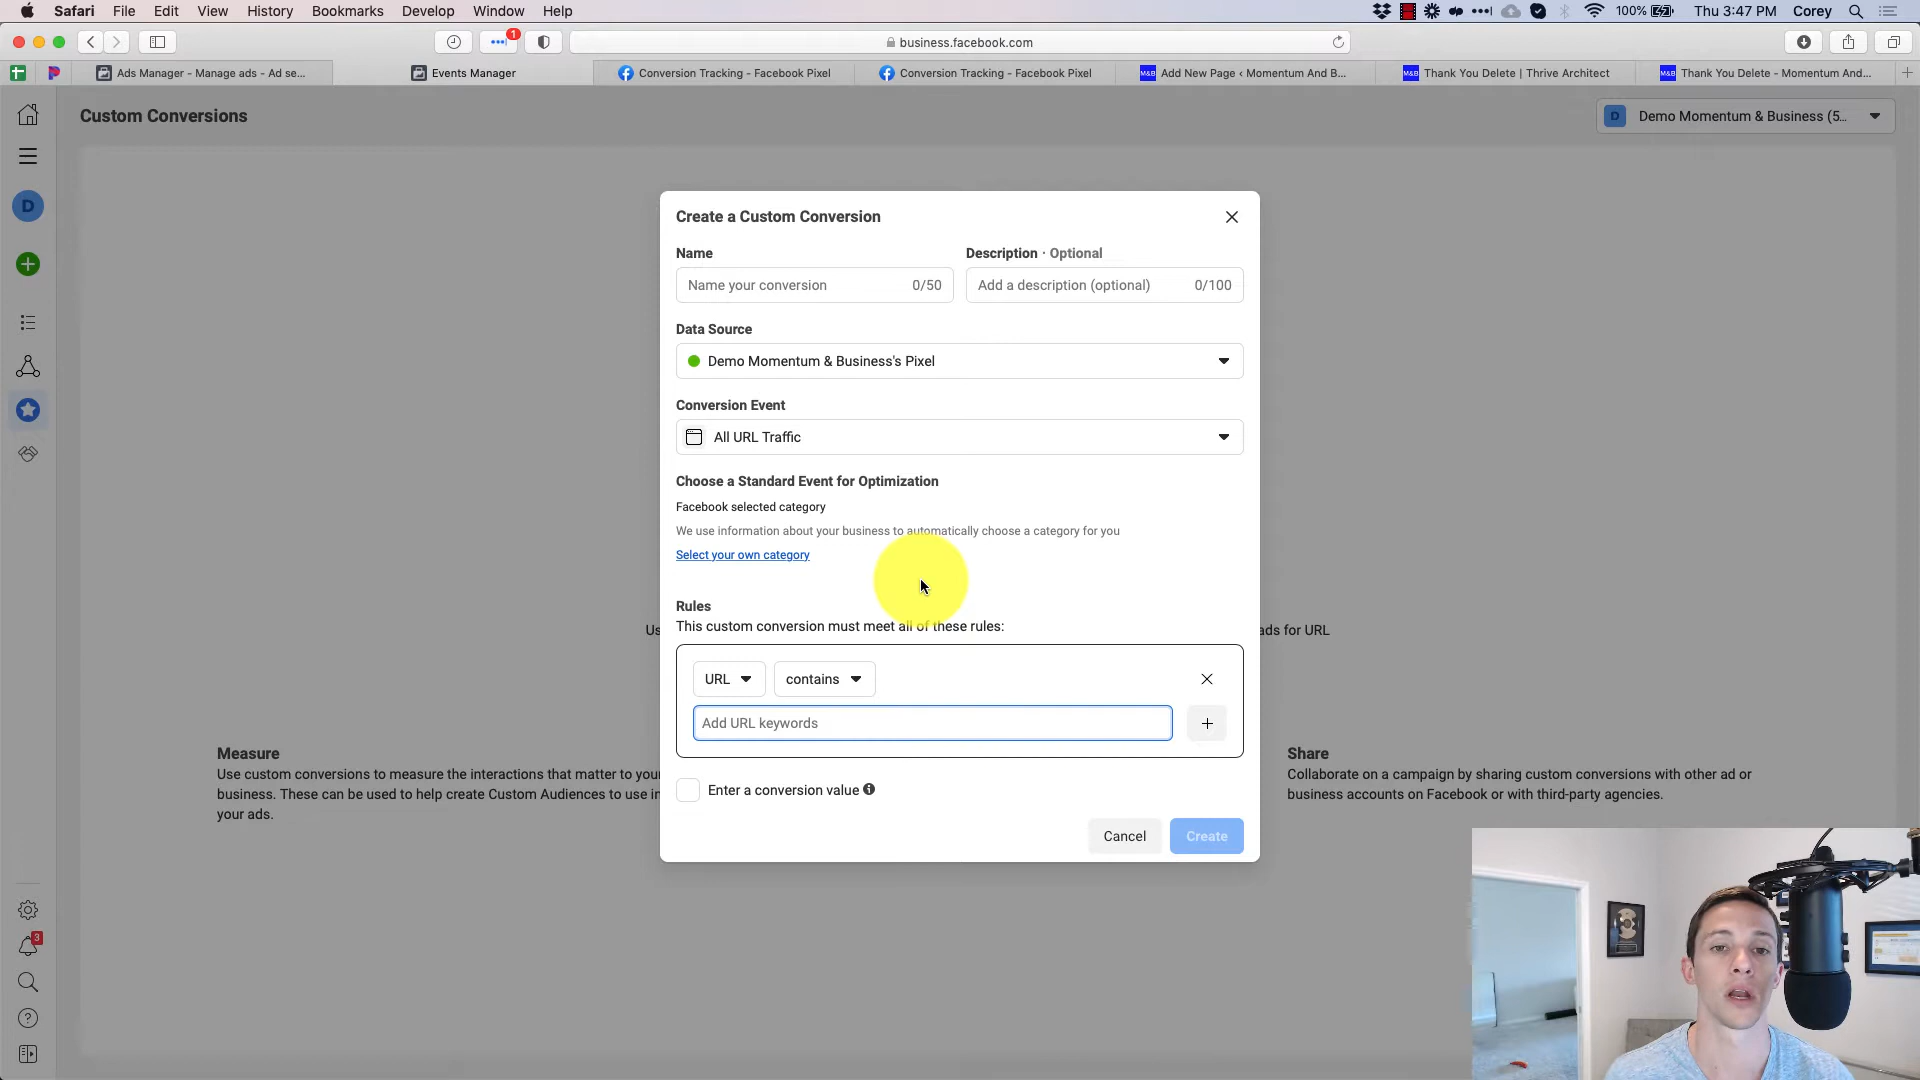 Safari File Edit View History Bookmarks Develop Window Help
100% Thu 3:47 PM Corey
1
business.facebook.com
Ads Manager - Manage ads - Ad se...
Events Manager
Conversion Tracking - Facebook Pixel
Conversion Tracking - Facebook Pixel
M&B Add New Page ‹ Momentum And B...
M&B Thank You Delete | Thrive Architect
M&B Thank You Delete - Momentum And...
Custom Conversions
D Demo Momentum & Business (5...
D
Create a Custom Conversion
Name
Description · Optional
Name your conversion 0/50
Add a description (optional) 0/100
Data Source
Demo Momentum & Business's Pixel
Conversion Event
All URL Traffic
Choose a Standard Event for Optimization
Facebook selected category
We use information about your business to automatically choose a category for you
Select your own category
Rules
This custom conversion must meet all of these rules:
Us
ads for URL
URL contains
Add URL keywords
Enter a conversion value
Cancel Create
Measure
Use custom conversions to measure the interactions that matter to your
business. These can be used to help create Custom Audiences to use in
your ads.
Share
Collaborate on a campaign by sharing custom conversions with other ad or
business accounts on Facebook or with third-party agencies.
3